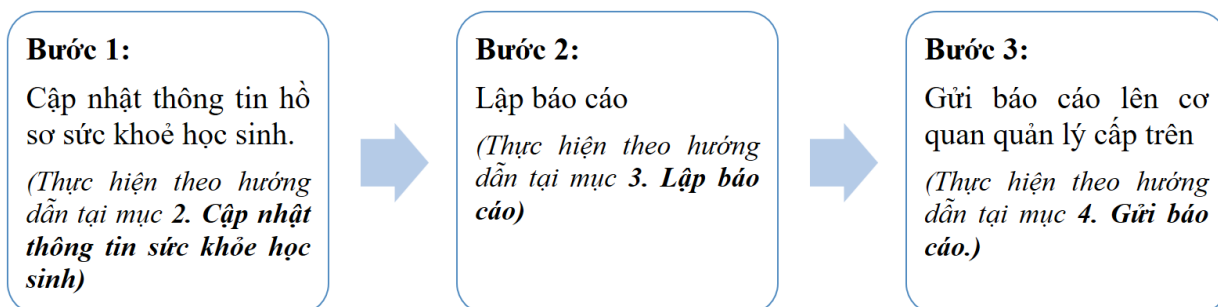 Bước 1:
Cập nhật thông tin hồ
sơ sức khoẻ học sinh.
(Thực hiện theo hướng
dẫn tại mục 2. Cập nhật
thông tin sức khỏe học
sinh)
Bước 2:
Lập báo cáo
(Thực hiện theo hướng
dẫn tại mục 3. Lập báo
cáo)
Bước 3:
Gửi báo cáo lên cơ
quan quản lý cấp trên
(Thực hiện theo hướng
dẫn tại mục 4. Gửi báo
cáo.)